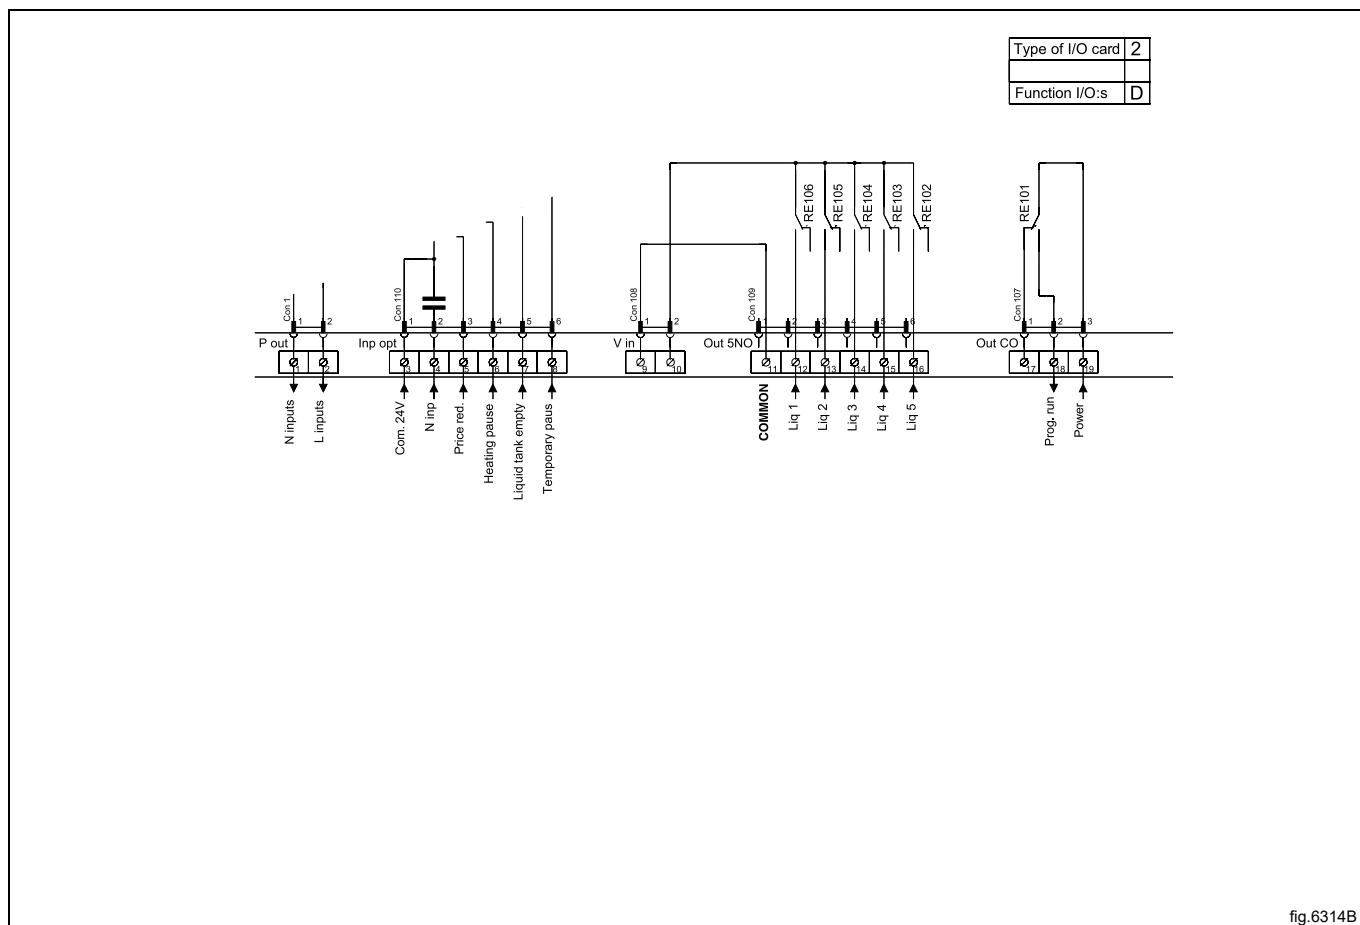 Type of I/O card 2
Function I/O:s D
RE106
RE105
RE104
RE103
RE102
RE101
Con 1
1 2
Con 110
1 2 3 4 5 6
Con 108
1 2
Con 109
1 2 3 4 5 6
Con 107
1 2 3
P out
Inp opt
V in
Out 5NO
Out CO
1 2
3 4 5 6 7 8
9 10
11 12 13 14 15 16
17 18 19
N inputs
L inputs
Com. 24V
N inp
Price red.
Heating pause
Liquid tank empty
Temporary paus
COMMON
Liq 1
Liq 2
Liq 3
Liq 4
Liq 5
Prog. run
Power
fig.6314B